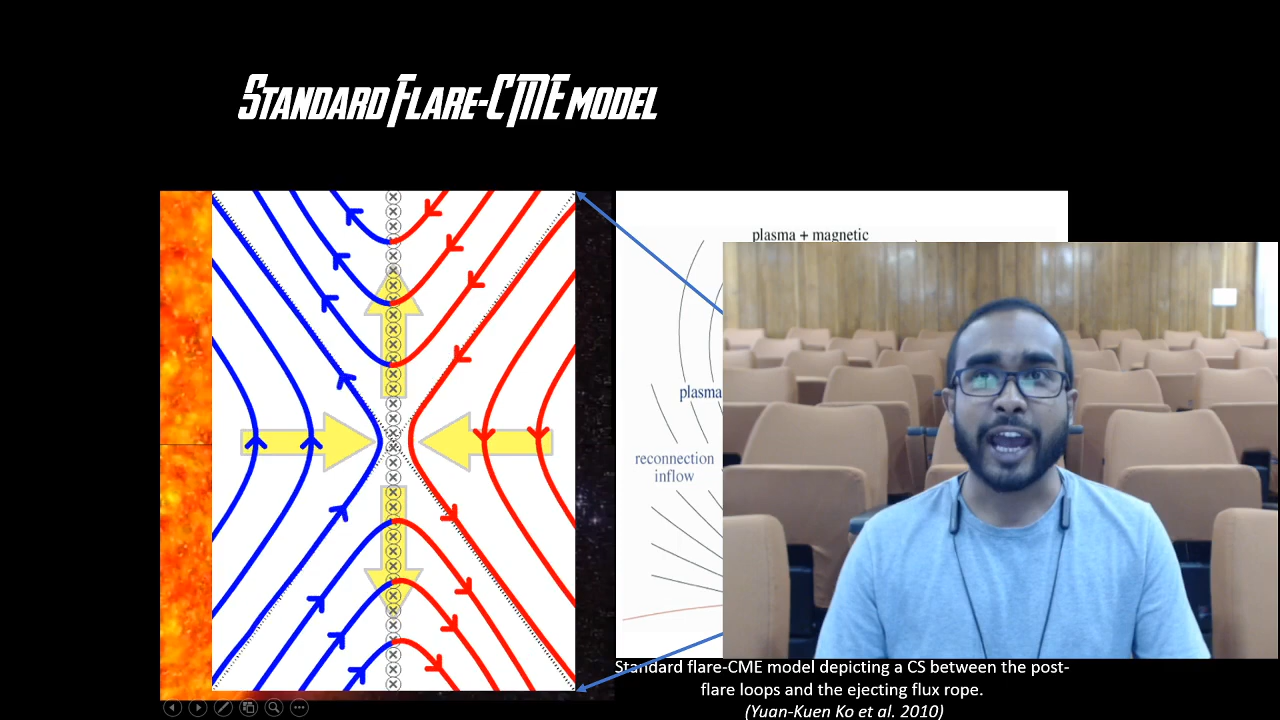 STANDARD FLARE-CME MODEL
plasma + magnetic
plasma
reconnection
inflow
Standard flare-CME model depicting a CS between the post-
flare loops and the ejecting flux rope.
(Yuan-Kuen Ko et al. 2010)